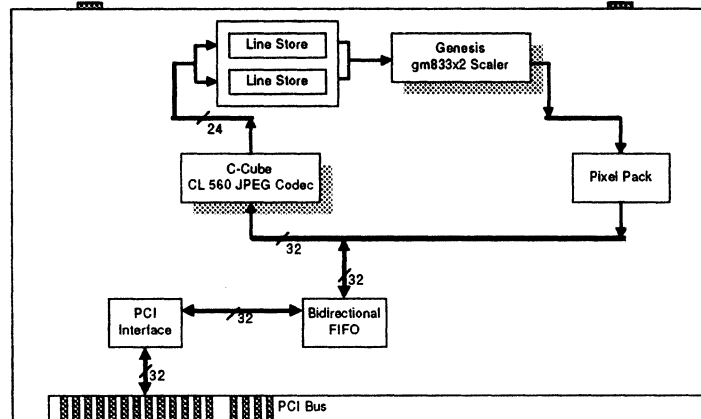 Line Store
Line Store
Genesis
gm833x2 Scaler
24
C-Cube
CL 560 JPEG Codec
Pixel Pack
32
32
PCI
Interface
32
Bidirectional
FIFO
32
PCI Bus